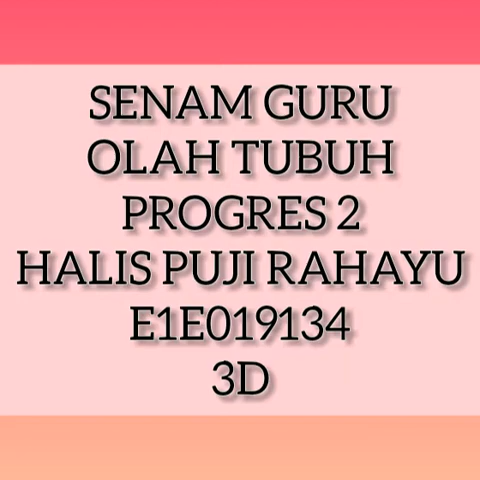 SENAM GURU
OLAH TUBUH
PROGRES 2
HALIS PUJI RAHAYU
E1E019134
3D